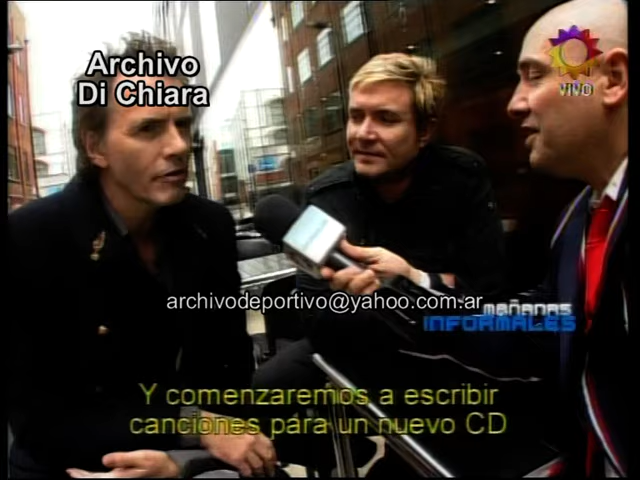 Archivo
Di Chiara
VIVO
archivodeportivo@yahoo.com.ar
MAÑANAS
INFORMALES
Y comenzaremos a escribir
canciones para un nuevo CD